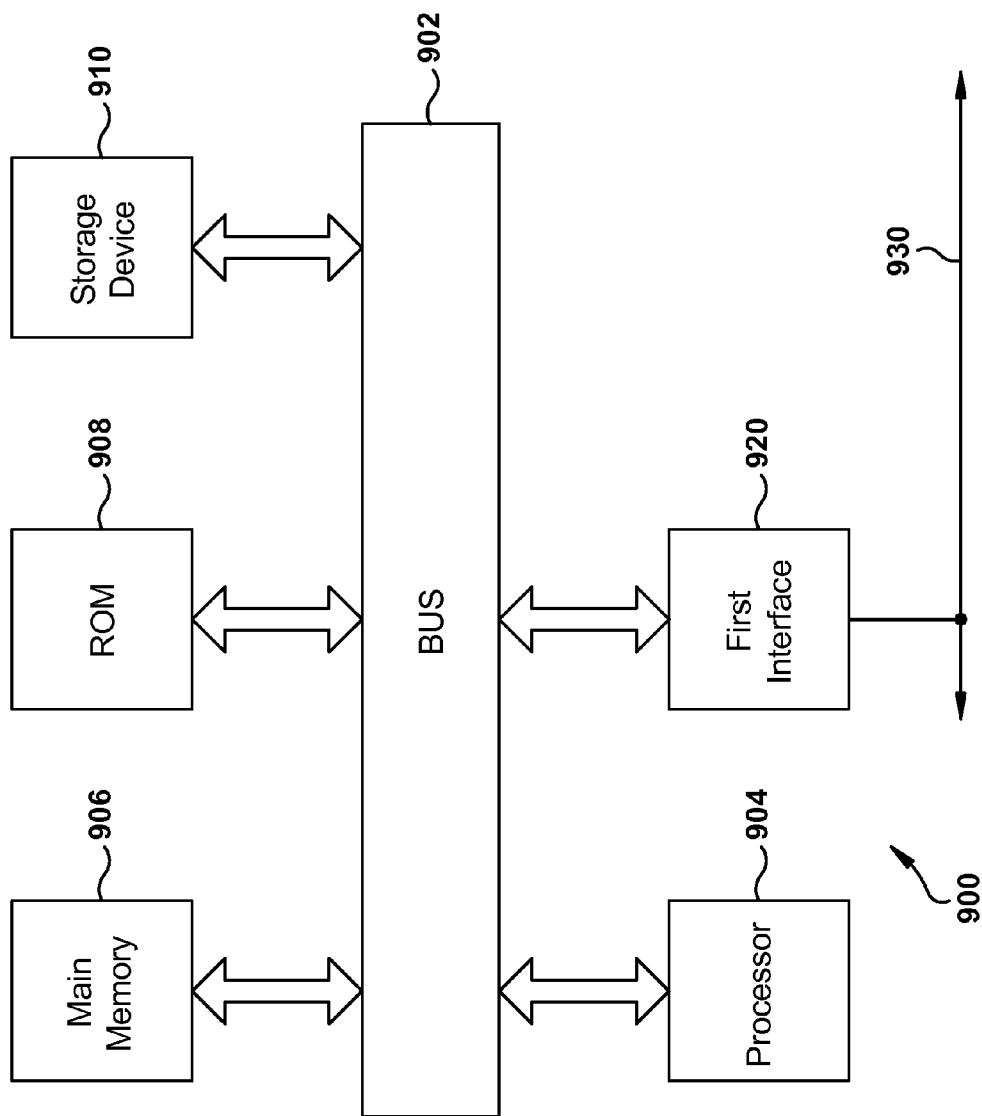 906
Main
Memory
908
ROM
910
Storage
Device
902
BUS
904
Processor
920
First
Interface
930
900